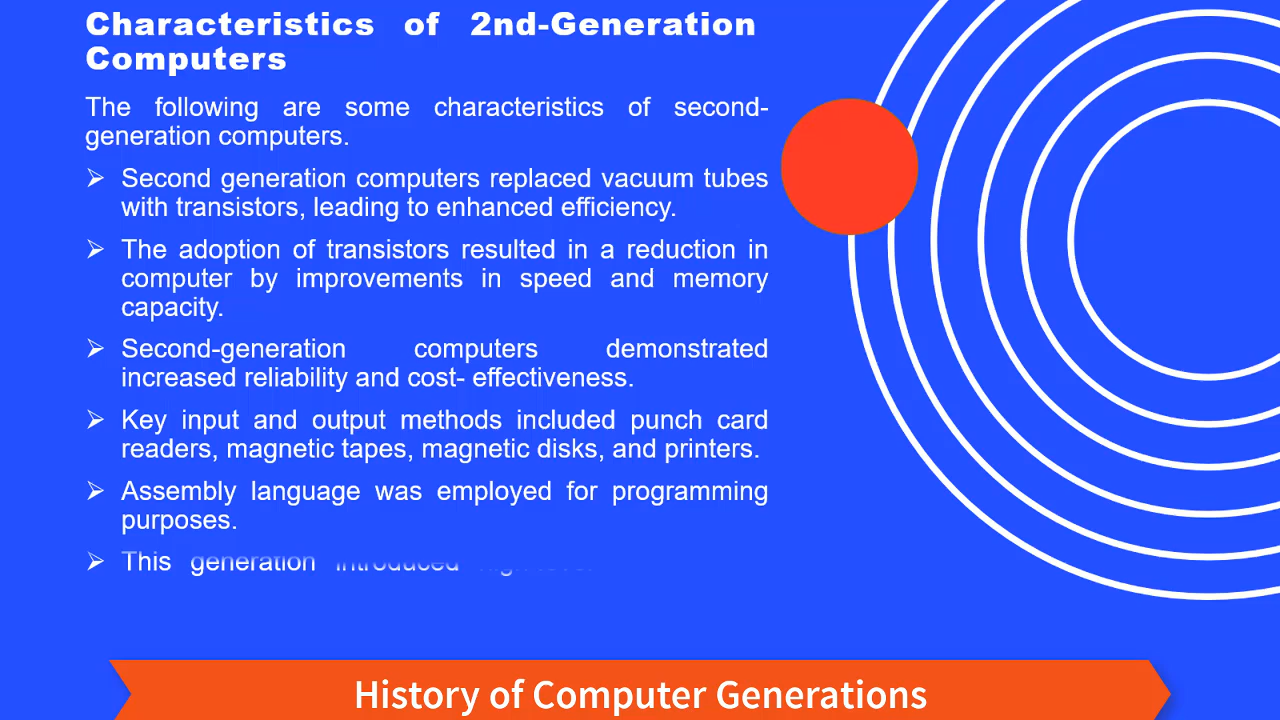 Characteristics of 2nd-Generation
Computers
The following are some characteristics of second-
generation computers.
➢ Second generation computers replaced vacuum tubes
with transistors, leading to enhanced efficiency.
➢ The adoption of transistors resulted in a reduction in
computer by improvements in speed and memory
capacity.
➢ Second-generation computers demonstrated
increased reliability and cost- effectiveness.
➢ Key input and output methods included punch card
readers, magnetic tapes, magnetic disks, and printers.
➢ Assembly language was employed for programming
purposes.
➢ This generation introduced
History of Computer Generations